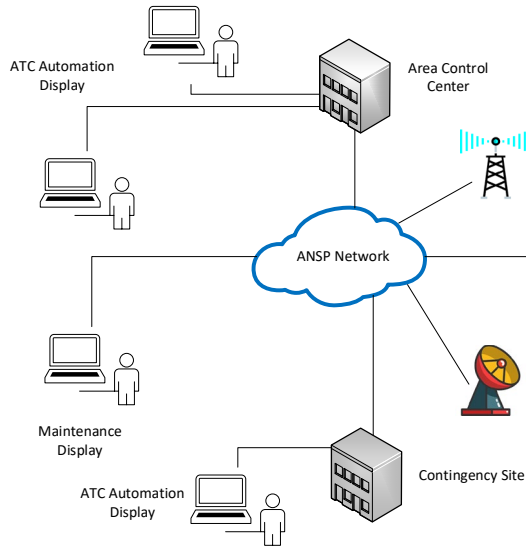 ATC Automation
Display
Area Control
Center
ANSP Network
Maintenance
Display
ATC Automation
Display
Contingency Site